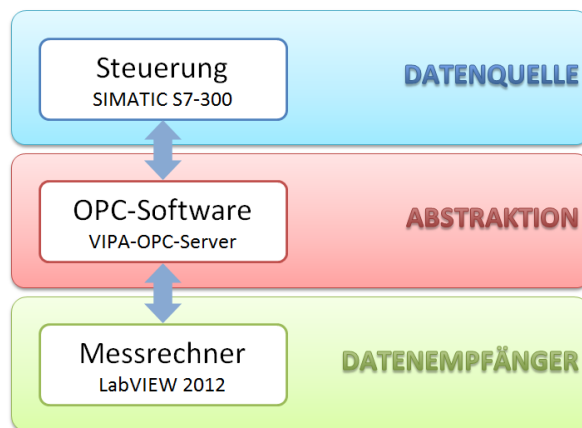 Steuerung
SIMATIC S7-300
DATENQUELLE
OPC-Software
VIPA-OPC-Server
ABSTRAKTION
Messrechner
LabVIEW 2012
DATENEMPFÄNGER